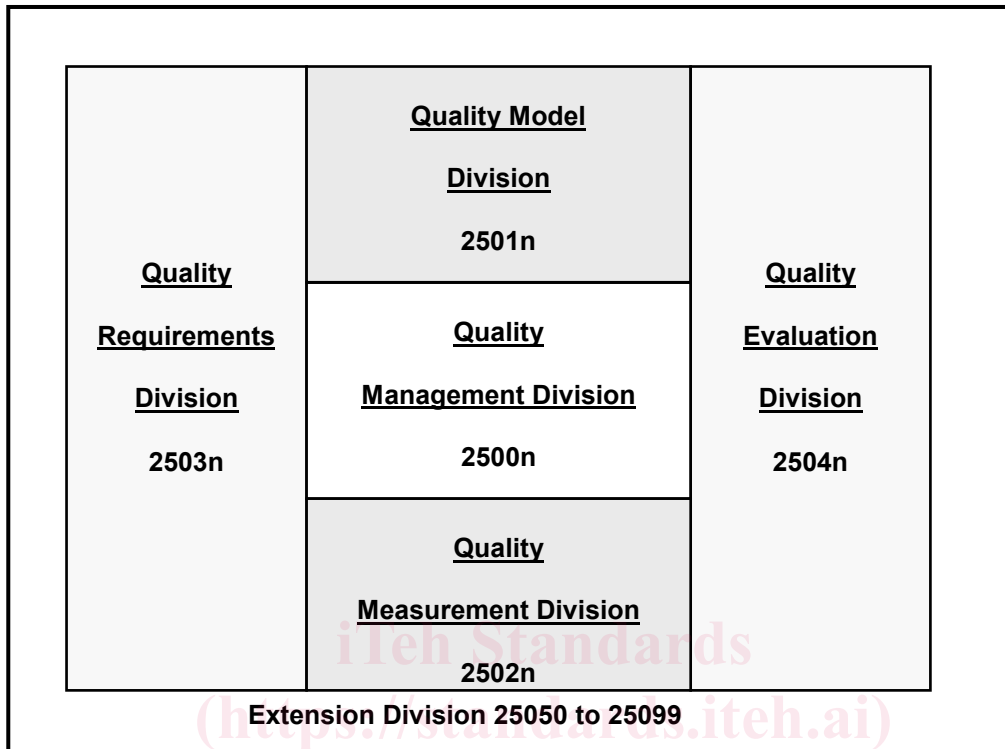 Quality Model
Division
2501n
Quality
Requirements
Division
2503n
Quality
Management Division
2500n
Quality
Evaluation
Division
2504n
Quality
Measurement Division
2502n
iTeh Standards
Extension Division 25050 to 25099
(https://standards.iteh.ai)